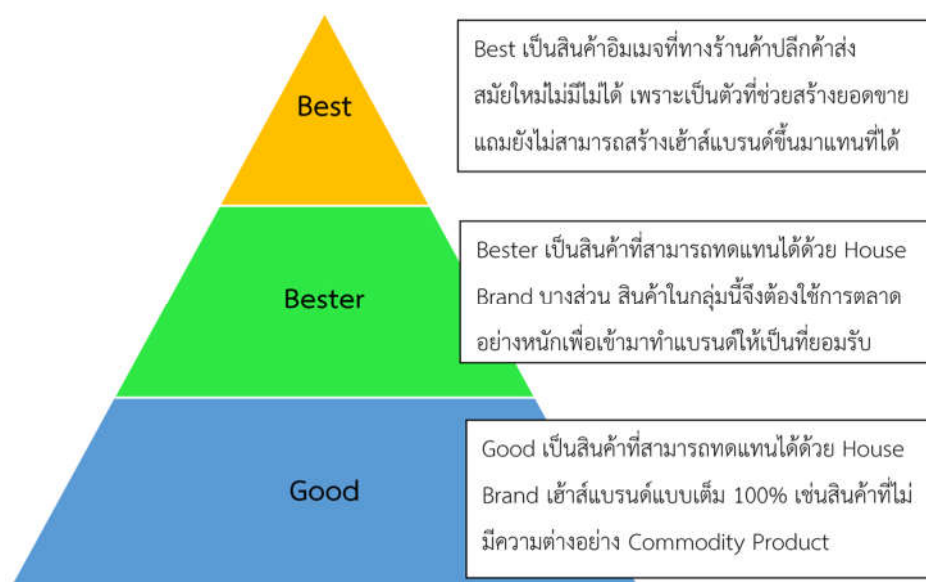 Best
Best เป็นสินค้าอิมเมจที่ทางร้านค้าปลีกค้าส่ง
สมัยใหม่ไม่มีไม่ได้ เพราะเป็นตัวที่ช่วยสร้างยอดขาย
แถมยังไม่สามารถสร้างเฮ้าส์แบรนด์ขึ้นมาแทนที่ได้
Bester
Bester เป็นสินค้าที่สามารถทดแทนได้ด้วย House
Brand บางส่วน สินค้าในกลุ่มนี้จึงต้องใช้การตลาด
อย่างหนักเพื่อเข้ามาทำแบรนด์ให้เป็นที่ยอมรับ
Good
Good เป็นสินค้าที่สามารถทดแทนได้ด้วย House
Brand เฮ้าส์แบรนด์แบบเต็ม 100% เช่นสินค้าที่ไม่
มีความต่างอย่าง Commodity Product